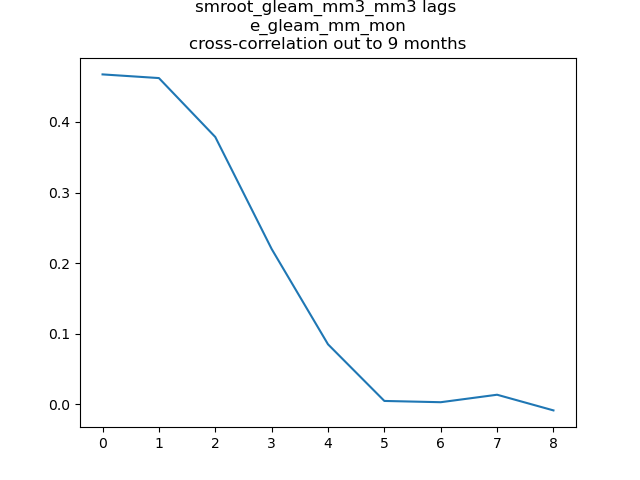 smroot_gleam_mm3_mm3 lags
e_gleam_mm_mon
cross-correlation out to 9 months
0.4
0.3
0.2
0.1
0.0
0 1 2 3 4 5 6 7 8